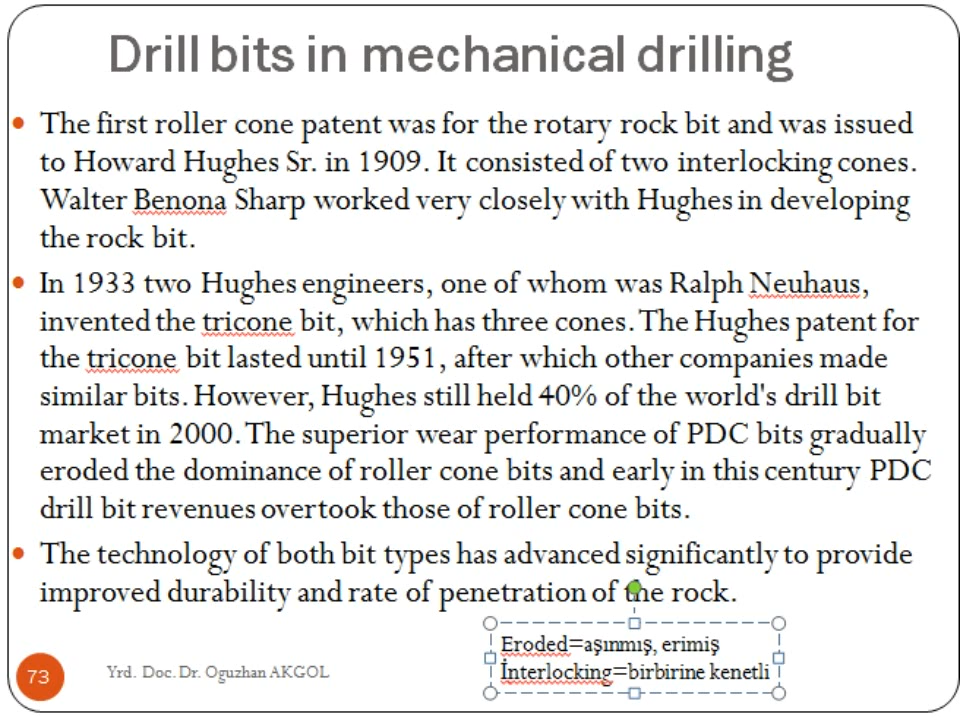 Drill bits in mechanical drilling
• The first roller cone patent was for the rotary rock bit and was issued
to Howard Hughes Sr. in 1909. It consisted of two interlocking cones.
Walter Benona Sharp worked very closely with Hughes in developing
the rock bit.
• In 1933 two Hughes engineers, one of whom was Ralph Neuhaus,
invented the tricone bit, which has three cones. The Hughes patent for
the tricone bit lasted until 1951, after which other companies made
similar bits. However, Hughes still held 40% of the world's drill bit
market in 2000. The superior wear performance of PDC bits gradually
eroded the dominance of roller cone bits and early in this century PDC
drill bit revenues overtook those of roller cone bits.
• The technology of both bit types has advanced significantly to provide
improved durability and rate of penetration of the rock.
Eroded=aşınmış, erimiş
İnterlocking=birbirine kenetli
73
Yrd. Doc. Dr. Oguzhan AKGOL